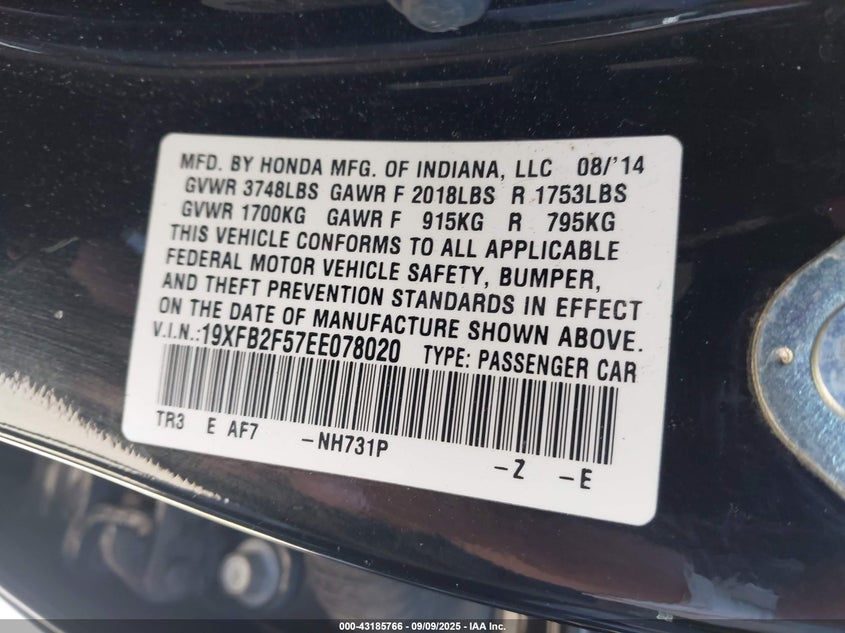 MFD. BY HONDA MFG. OF INDIANA, LLC 08/'14
GVWR 3748LBS GAWR F 2018LBS R 1753LBS
GVWR 1700KG GAWR F 915KG R 795KG
THIS VEHICLE CONFORMS TO ALL APPLICABLE
FEDERAL MOTOR VEHICLE SAFETY, BUMPER,
AND THEFT PREVENTION STANDARDS IN EFFECT
ON THE DATE OF MANUFACTURE SHOWN ABOVE.
V.I.N.:19XFB2F57EE078020 TYPE: PASSENGER CAR
TR3 E AF7 -NH731P -Z -E
000-43185766 - 09/09/2025 - IAA Inc.